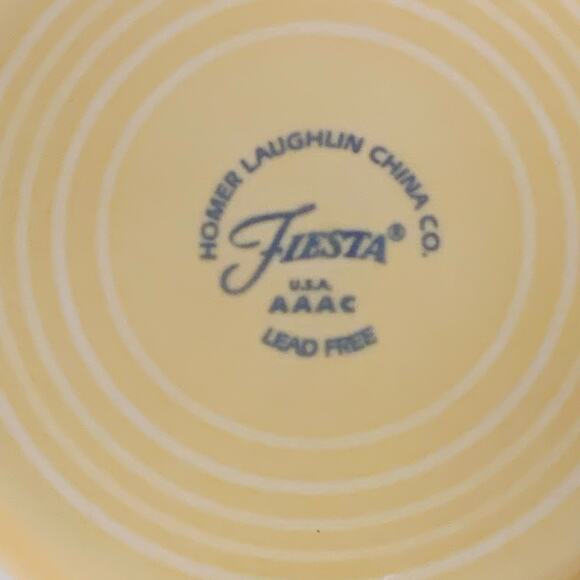 HOMER LAUGHLIN CHINA CO.
FIESTA®
U.S.A.
AAAC
LEAD FREE